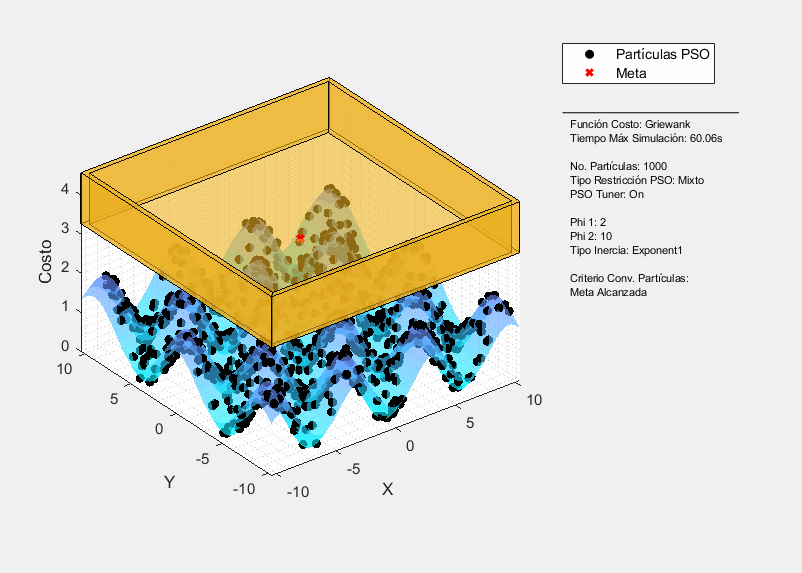 Partículas PSO
Meta
Función Costo: Griewank
Tiempo Máx Simulación: 60.06s
No. Partículas: 1000
Tipo Restricción PSO: Mixto
PSO Tuner: On
Phi 1: 2
Phi 2: 10
Tipo Inercia: Exponent1
Criterio Conv. Partículas:
Meta Alcanzada
Costo
4
3
2
1
0
10
5
0
-5
-10
Y
-10
-5
0
5
10
X